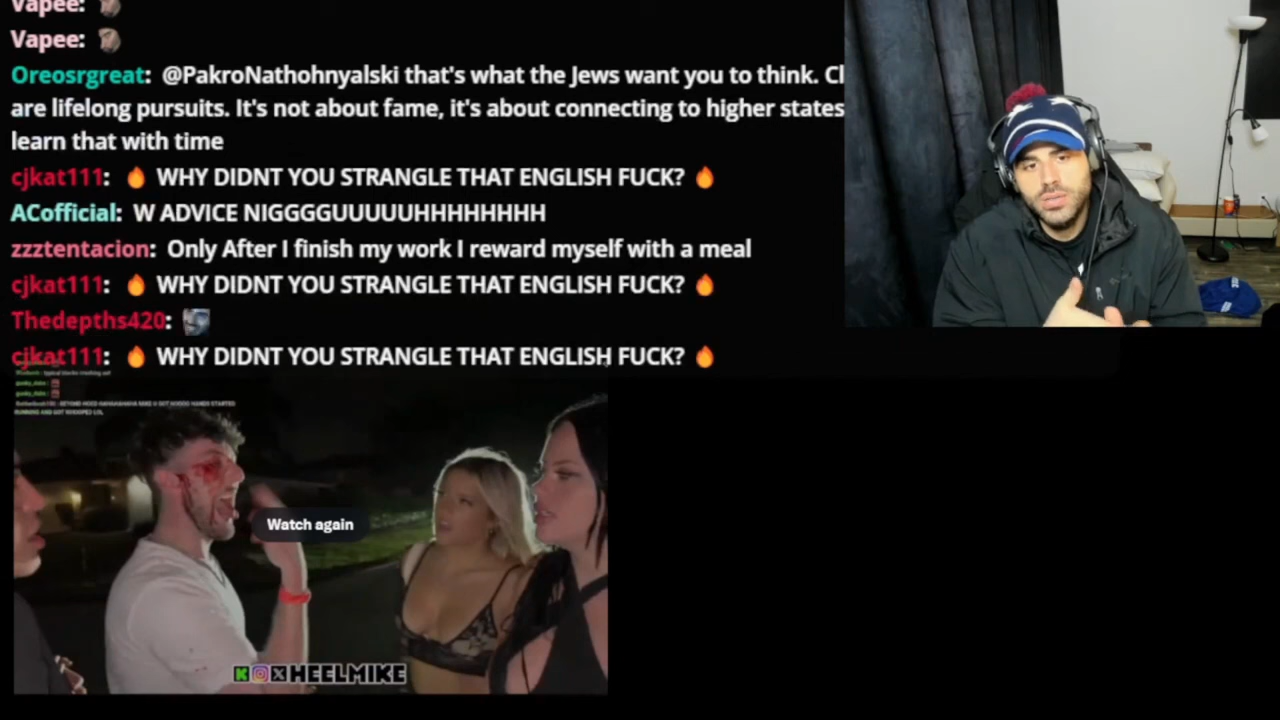 Vapee:
Vapee:
Oreosrgreat: @PakroNathohnyalski that's what the Jews want you to think. Cl
are lifelong pursuits. It's not about fame, it's about connecting to higher states
learn that with time
cjkat111: 🔥 WHY DIDNT YOU STRANGLE THAT ENGLISH FUCK? 🔥
ACofficial: W ADVICE NIGGGGUUUUUHHHHHHHH
zzztentacion: Only After I finish my work I reward myself with a meal
cjkat111: 🔥 WHY DIDNT YOU STRANGLE THAT ENGLISH FUCK? 🔥
Thedepths420:
cjkat111: 🔥 WHY DIDNT YOU STRANGLE THAT ENGLISH FUCK? 🔥
Watch again
HEELMIKE